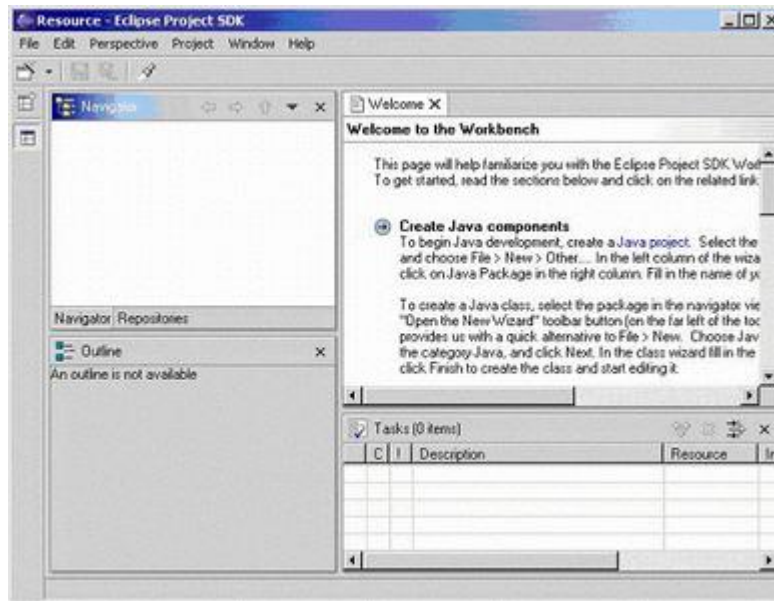 Resource - Eclipse Project SDK
File Edit Perspective Project Window Help
Navigator
Welcome
Welcome to the Workbench
This page will help familiarize you with the Eclipse Project SDK
To get started, read the sections below and click on the related link
Create Java components
To begin Java development, create a Java project. Select the
and choose File > New > Other... In the left column of the wiza
click on Java Package in the right column. Fill in the name of
To create a Java class, select the package in the navigator vie
"Open the New Wizard" toolbar button (on the far left of the too
provides us with a quick alternative to File > New. Choose Jav
the category Java, and click Next. In the class wizard fill in the
click Finish to create the class and start editing it
Navigator Repositories
Outline
An outline is not available
Tasks (0 items)
C ! Description Resource In